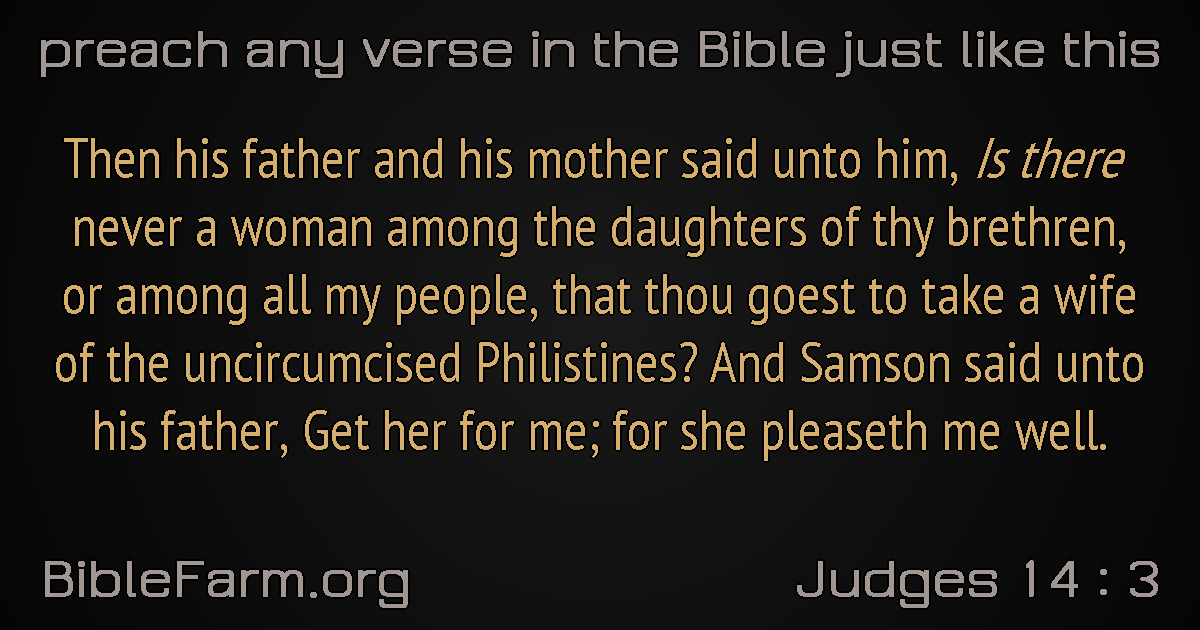 preach any verse in the Bible just like this
Then his father and his mother said unto him, Is there
never a woman among the daughters of thy brethren,
or among all my people, that thou goest to take a wife
of the uncircumcised Philistines? And Samson said unto
his father, Get her for me; for she pleaseth me well.
BibleFarm.org
Judges 14 : 3